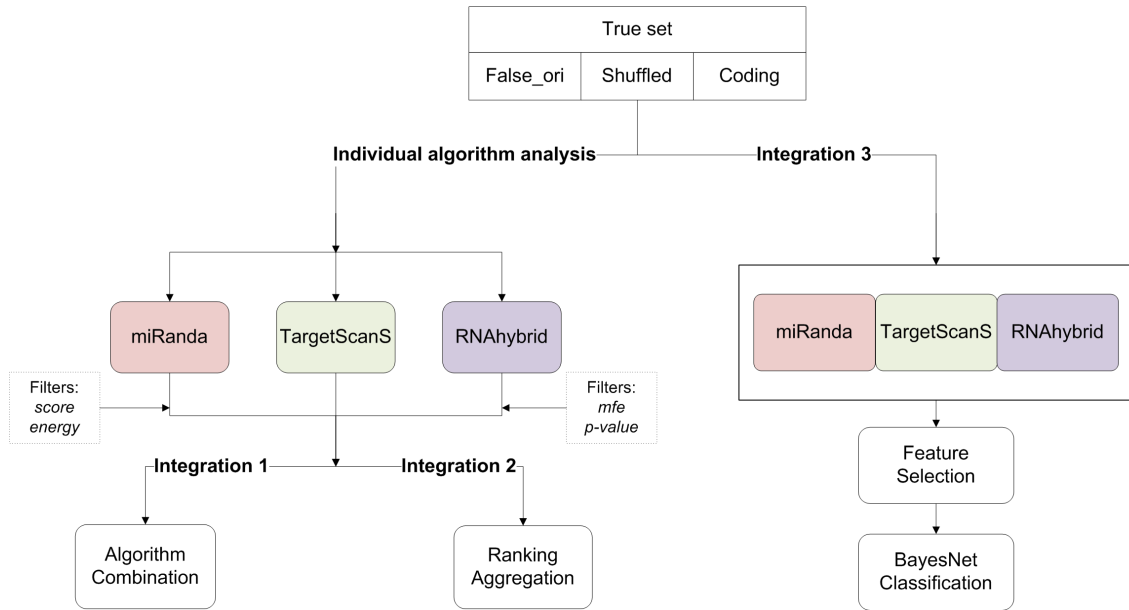 True set
False_ori Shuffled Coding
Individual algorithm analysis Integration 3
miRanda TargetScanS RNAhybrid
miRanda TargetScanS RNAhybrid
Filters:
score
energy
Filters:
mfe
p-value
Integration 1 Integration 2
Feature
Selection
Algorithm
Combination
Ranking
Aggregation
BayesNet
Classification